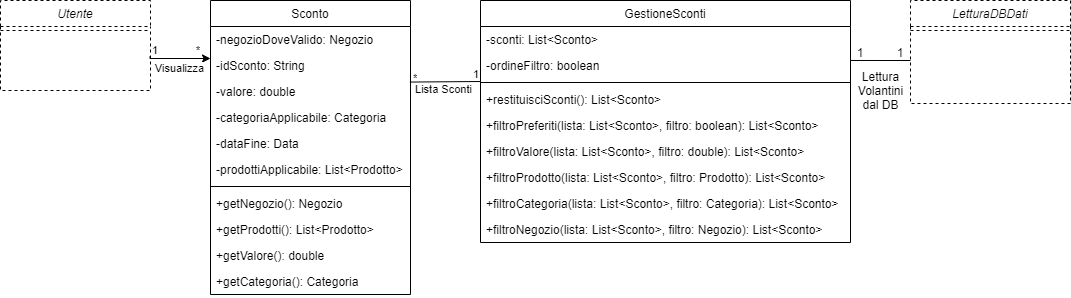 Utente
1
*
Visualizza
Sconto
-negozioDoveValido: Negozio
-idSconto: String
-valore: double
-categoriaApplicabile: Categoria
-dataFine: Data
-prodottiApplicabile: List<Prodotto>
+getNegozio(): Negozio
+getProdotti(): List<Prodotto>
+getValore(): double
+getCategoria(): Categoria
*
1
Lista Sconti
GestioneSconti
-sconti: List<Sconto>
-ordineFiltro: boolean
+restituisciSconti(): List<Sconto>
+filtroPreferiti(lista: List<Sconto>, filtro: boolean): List<Sconto>
+filtroValore(lista: List<Sconto>, filtro: double): List<Sconto>
+filtroProdotto(lista: List<Sconto>, filtro: Prodotto): List<Sconto>
+filtroCategoria(lista: List<Sconto>, filtro: Categoria): List<Sconto>
+filtroNegozio(lista: List<Sconto>, filtro: Negozio): List<Sconto>
1
1
Lettura
Volantini
dal DB
LetturaDBDati